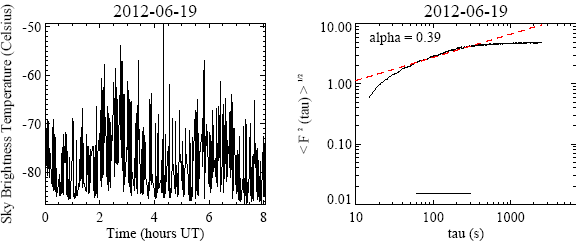 2012-06-19
Sky Brightness Temperature (Celsius)
-50
-60
-70
-80
0 2 4 6 8
Time (hours UT)
2012-06-19
alpha = 0.39
< F ² (tau) > ¹/²
10.00
1.00
0.10
0.01
10 100 1000
tau (s)